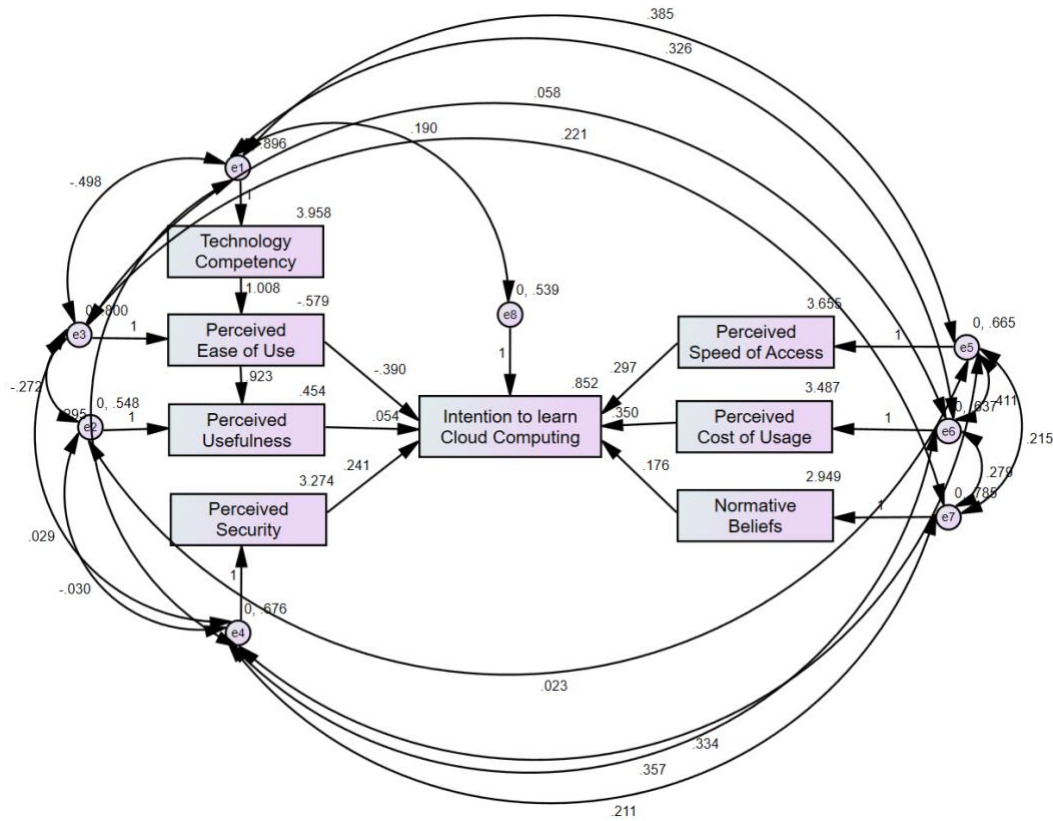 .385
.326
.058
.190
.221
.896
e1
-.498
1
3.958
Technology
Competency
1.008
-.579
0, .800
e3
1
Perceived
Ease of Use
-.390
0, .539
e8
1
3.655
Perceived
Speed of Access
1
0, .665
e5
.297
-.272
.923
.454
0, .548
.295
e2
1
Perceived
Usefulness
.054
.852
Intention to learn
Cloud Computing
.350
3.487
Perceived
Cost of Usage
1
0, .637
e6
.411
.215
.241
3.274
Perceived
Security
.176
2.949
Normative
Beliefs
1
.279
0, .785
e7
.029
-.030
1
0, .676
e4
.023
.334
.357
.211